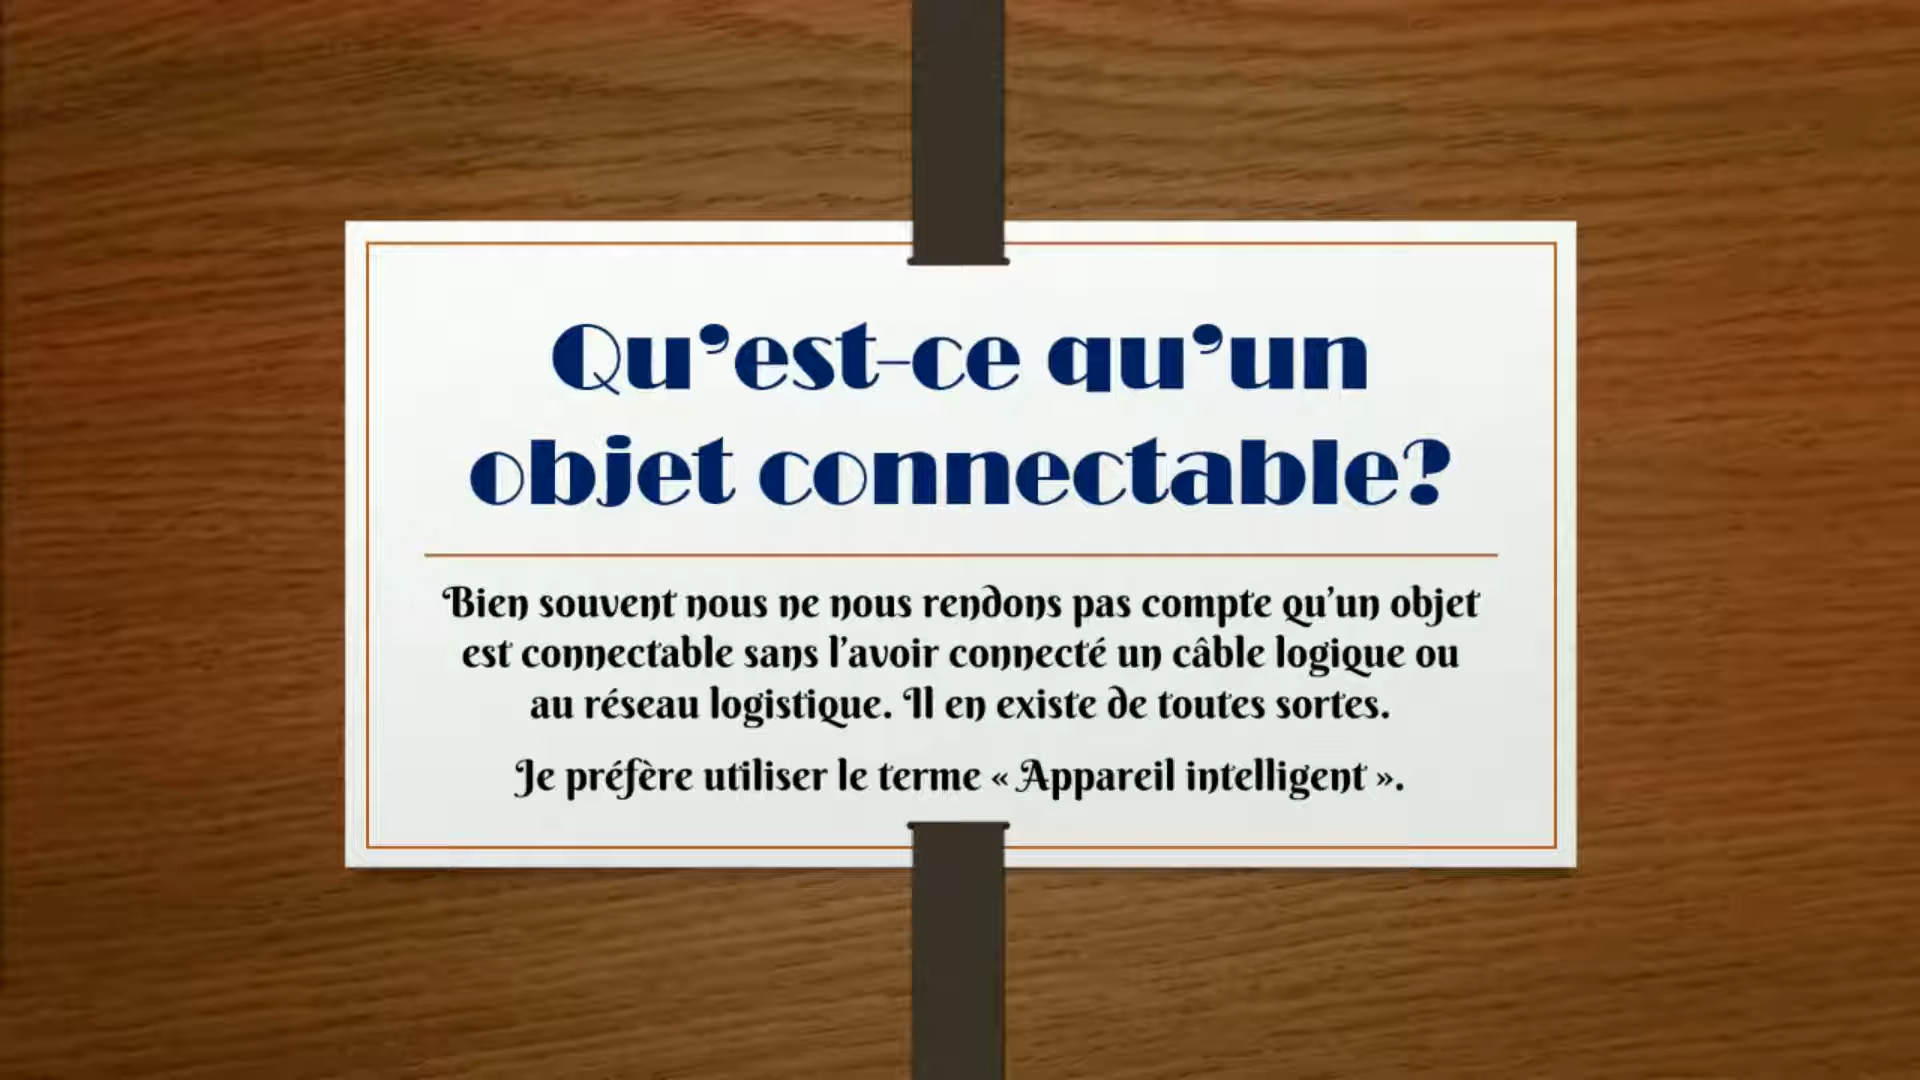 Qu’est-ce qu’un
objet connectable?
Bien souvent nous ne nous rendons pas compte qu’un objet
est connectable sans l’avoir connecté un câble logique ou
au réseau logistique. Il en existe de toutes sortes.
Je préfère utiliser le terme « Appareil intelligent ».